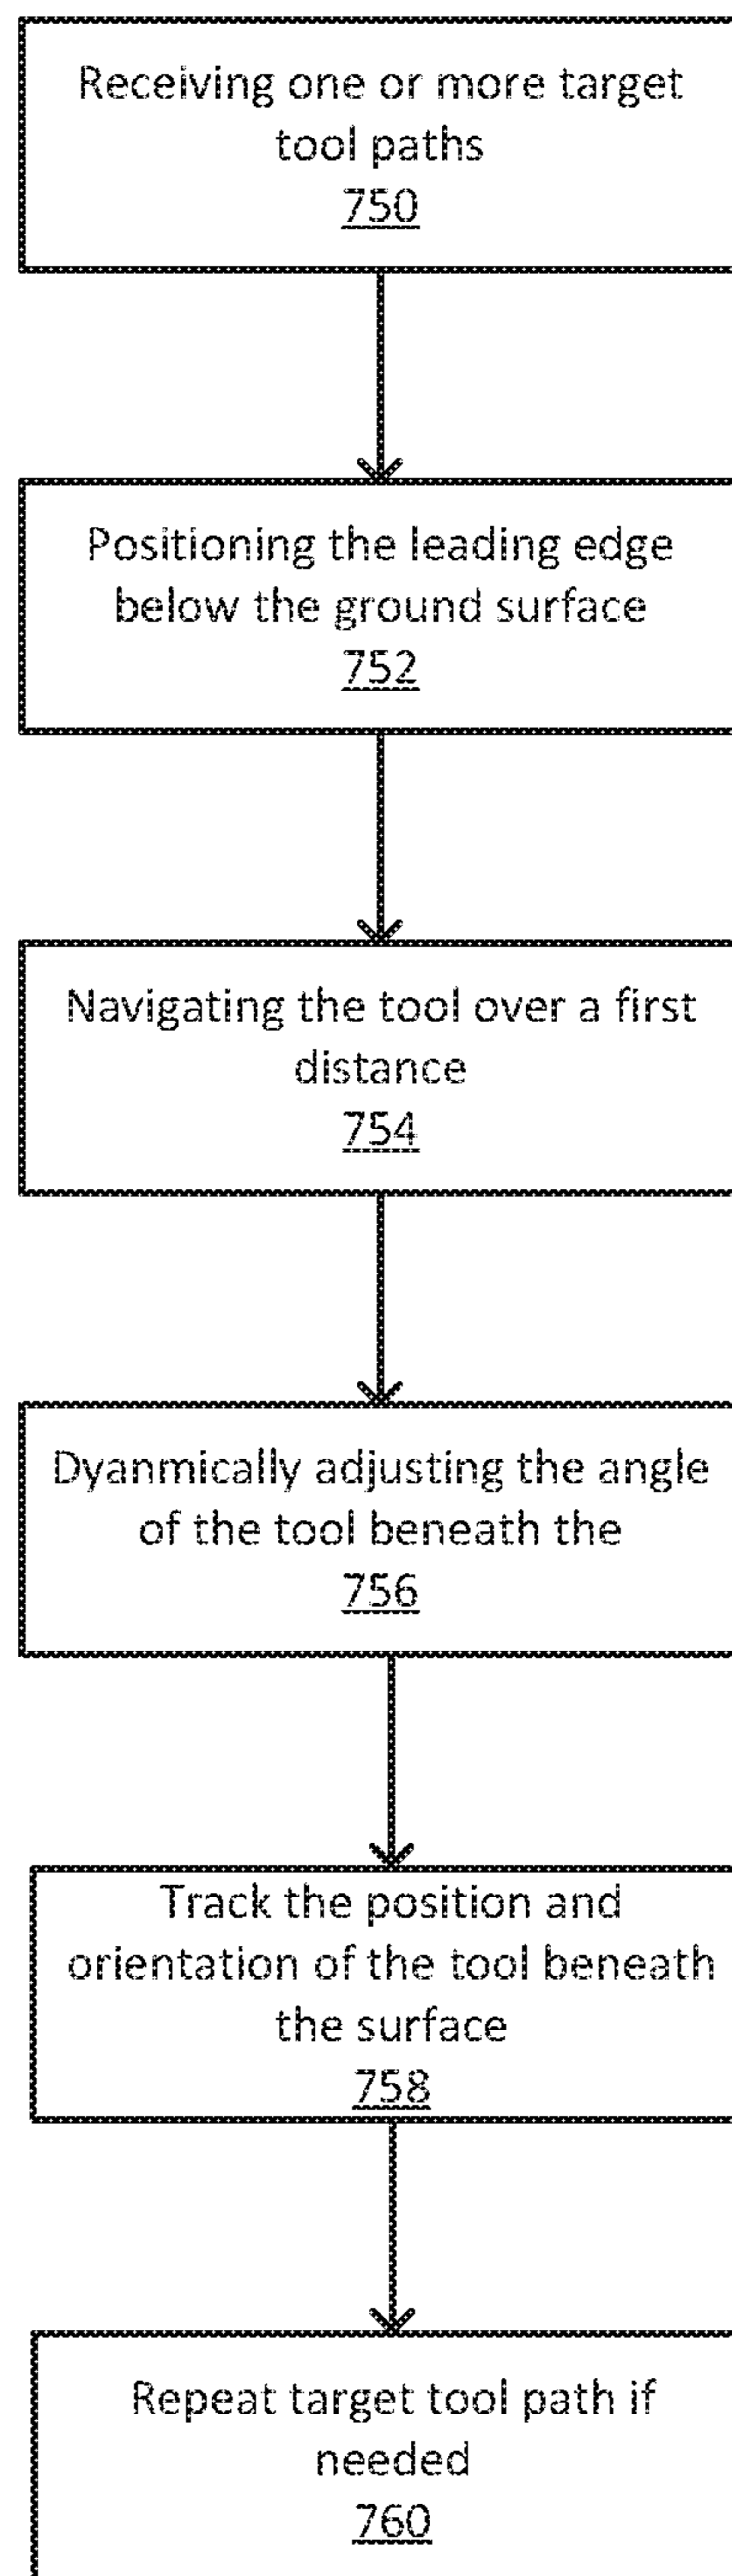 Receiving one or more target
tool paths
750
Positioning the leading edge
below the ground surface
752
Navigating the tool over a first
distance
754
Dyanmically adjusting the angle
of the tool beneath the
756
Track the position and
orientation of the tool beneath
the surface
758
Repeat target tool path if
needed
760